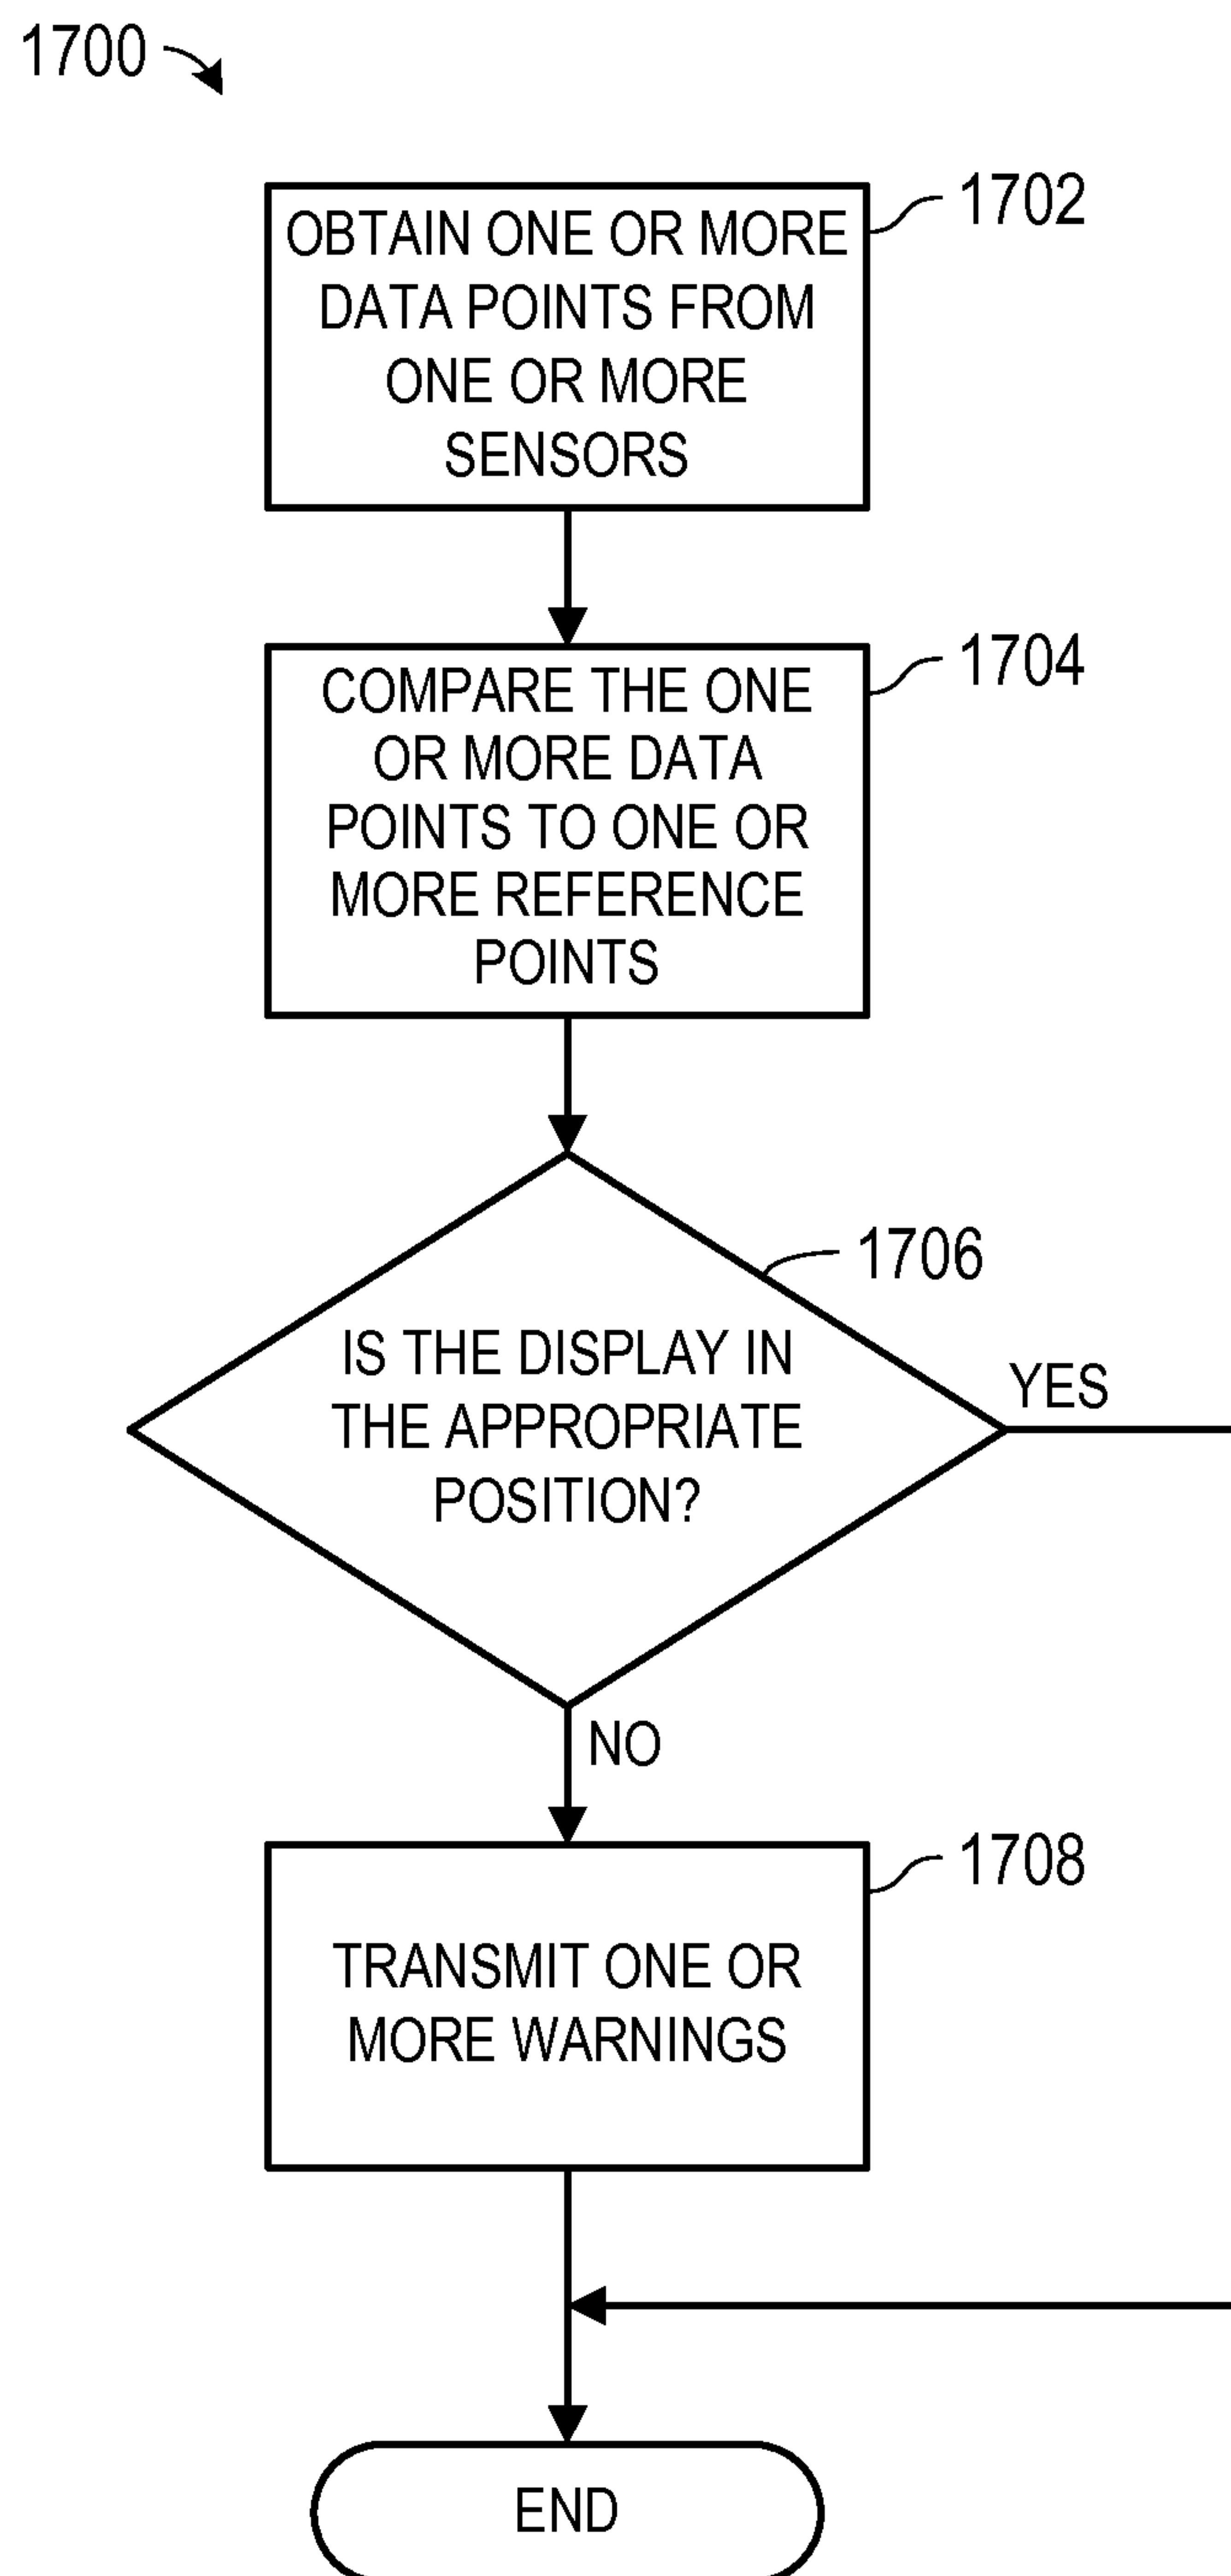 1700
OBTAIN ONE OR MORE
DATA POINTS FROM
ONE OR MORE
SENSORS
1702
COMPARE THE ONE
OR MORE DATA
POINTS TO ONE OR
MORE REFERENCE
POINTS
1704
1706
IS THE DISPLAY IN
THE APPROPRIATE
POSITION?
YES
NO
1708
TRANSMIT ONE OR
MORE WARNINGS
END